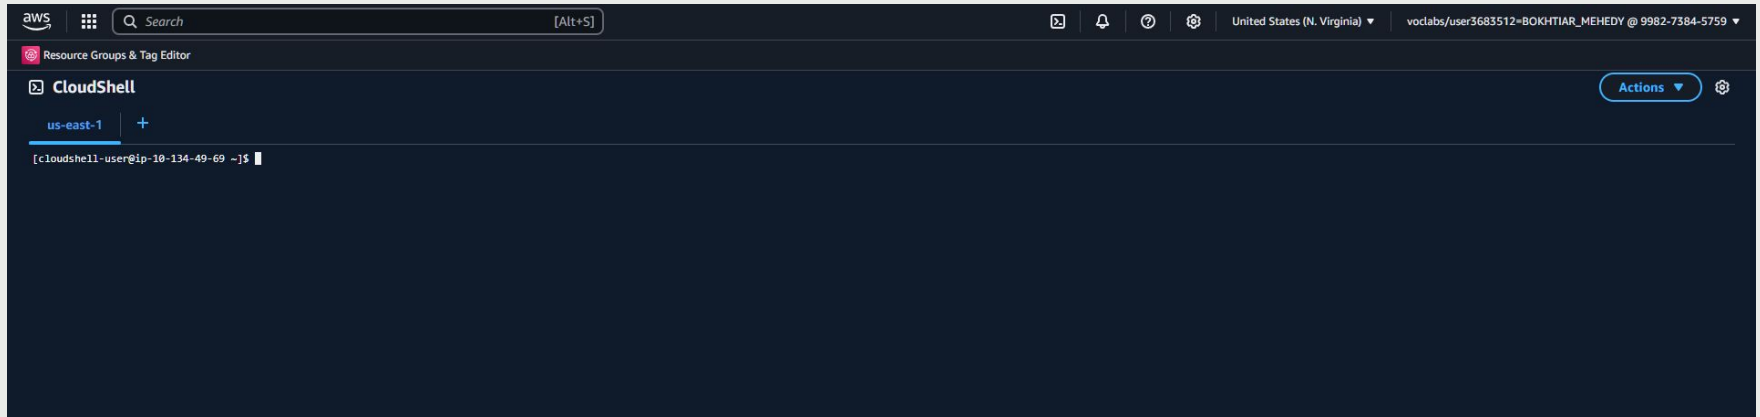 aws Search [Alt+S] United States (N. Virginia) ▼ voclabs/user3683512=BOKHTIAR_MEHEDY @ 9982-7384-5759 ▼
Resource Groups & Tag Editor
CloudShell Actions ▼
us-east-1 +
[cloudshell-user@ip-10-134-49-69 ~]$